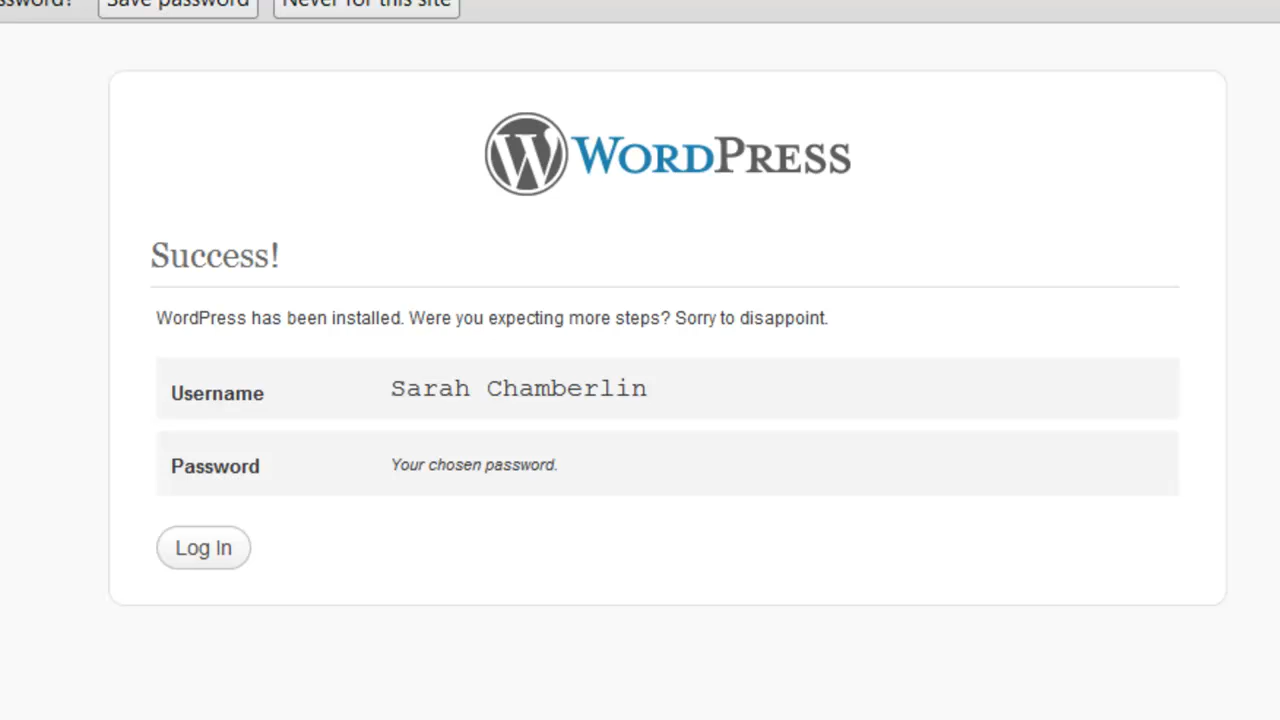 ssword? Save password Never for this site
WORDPRESS
Success!
WordPress has been installed. Were you expecting more steps? Sorry to disappoint.
Username Sarah Chamberlin
Password Your chosen password.
Log In